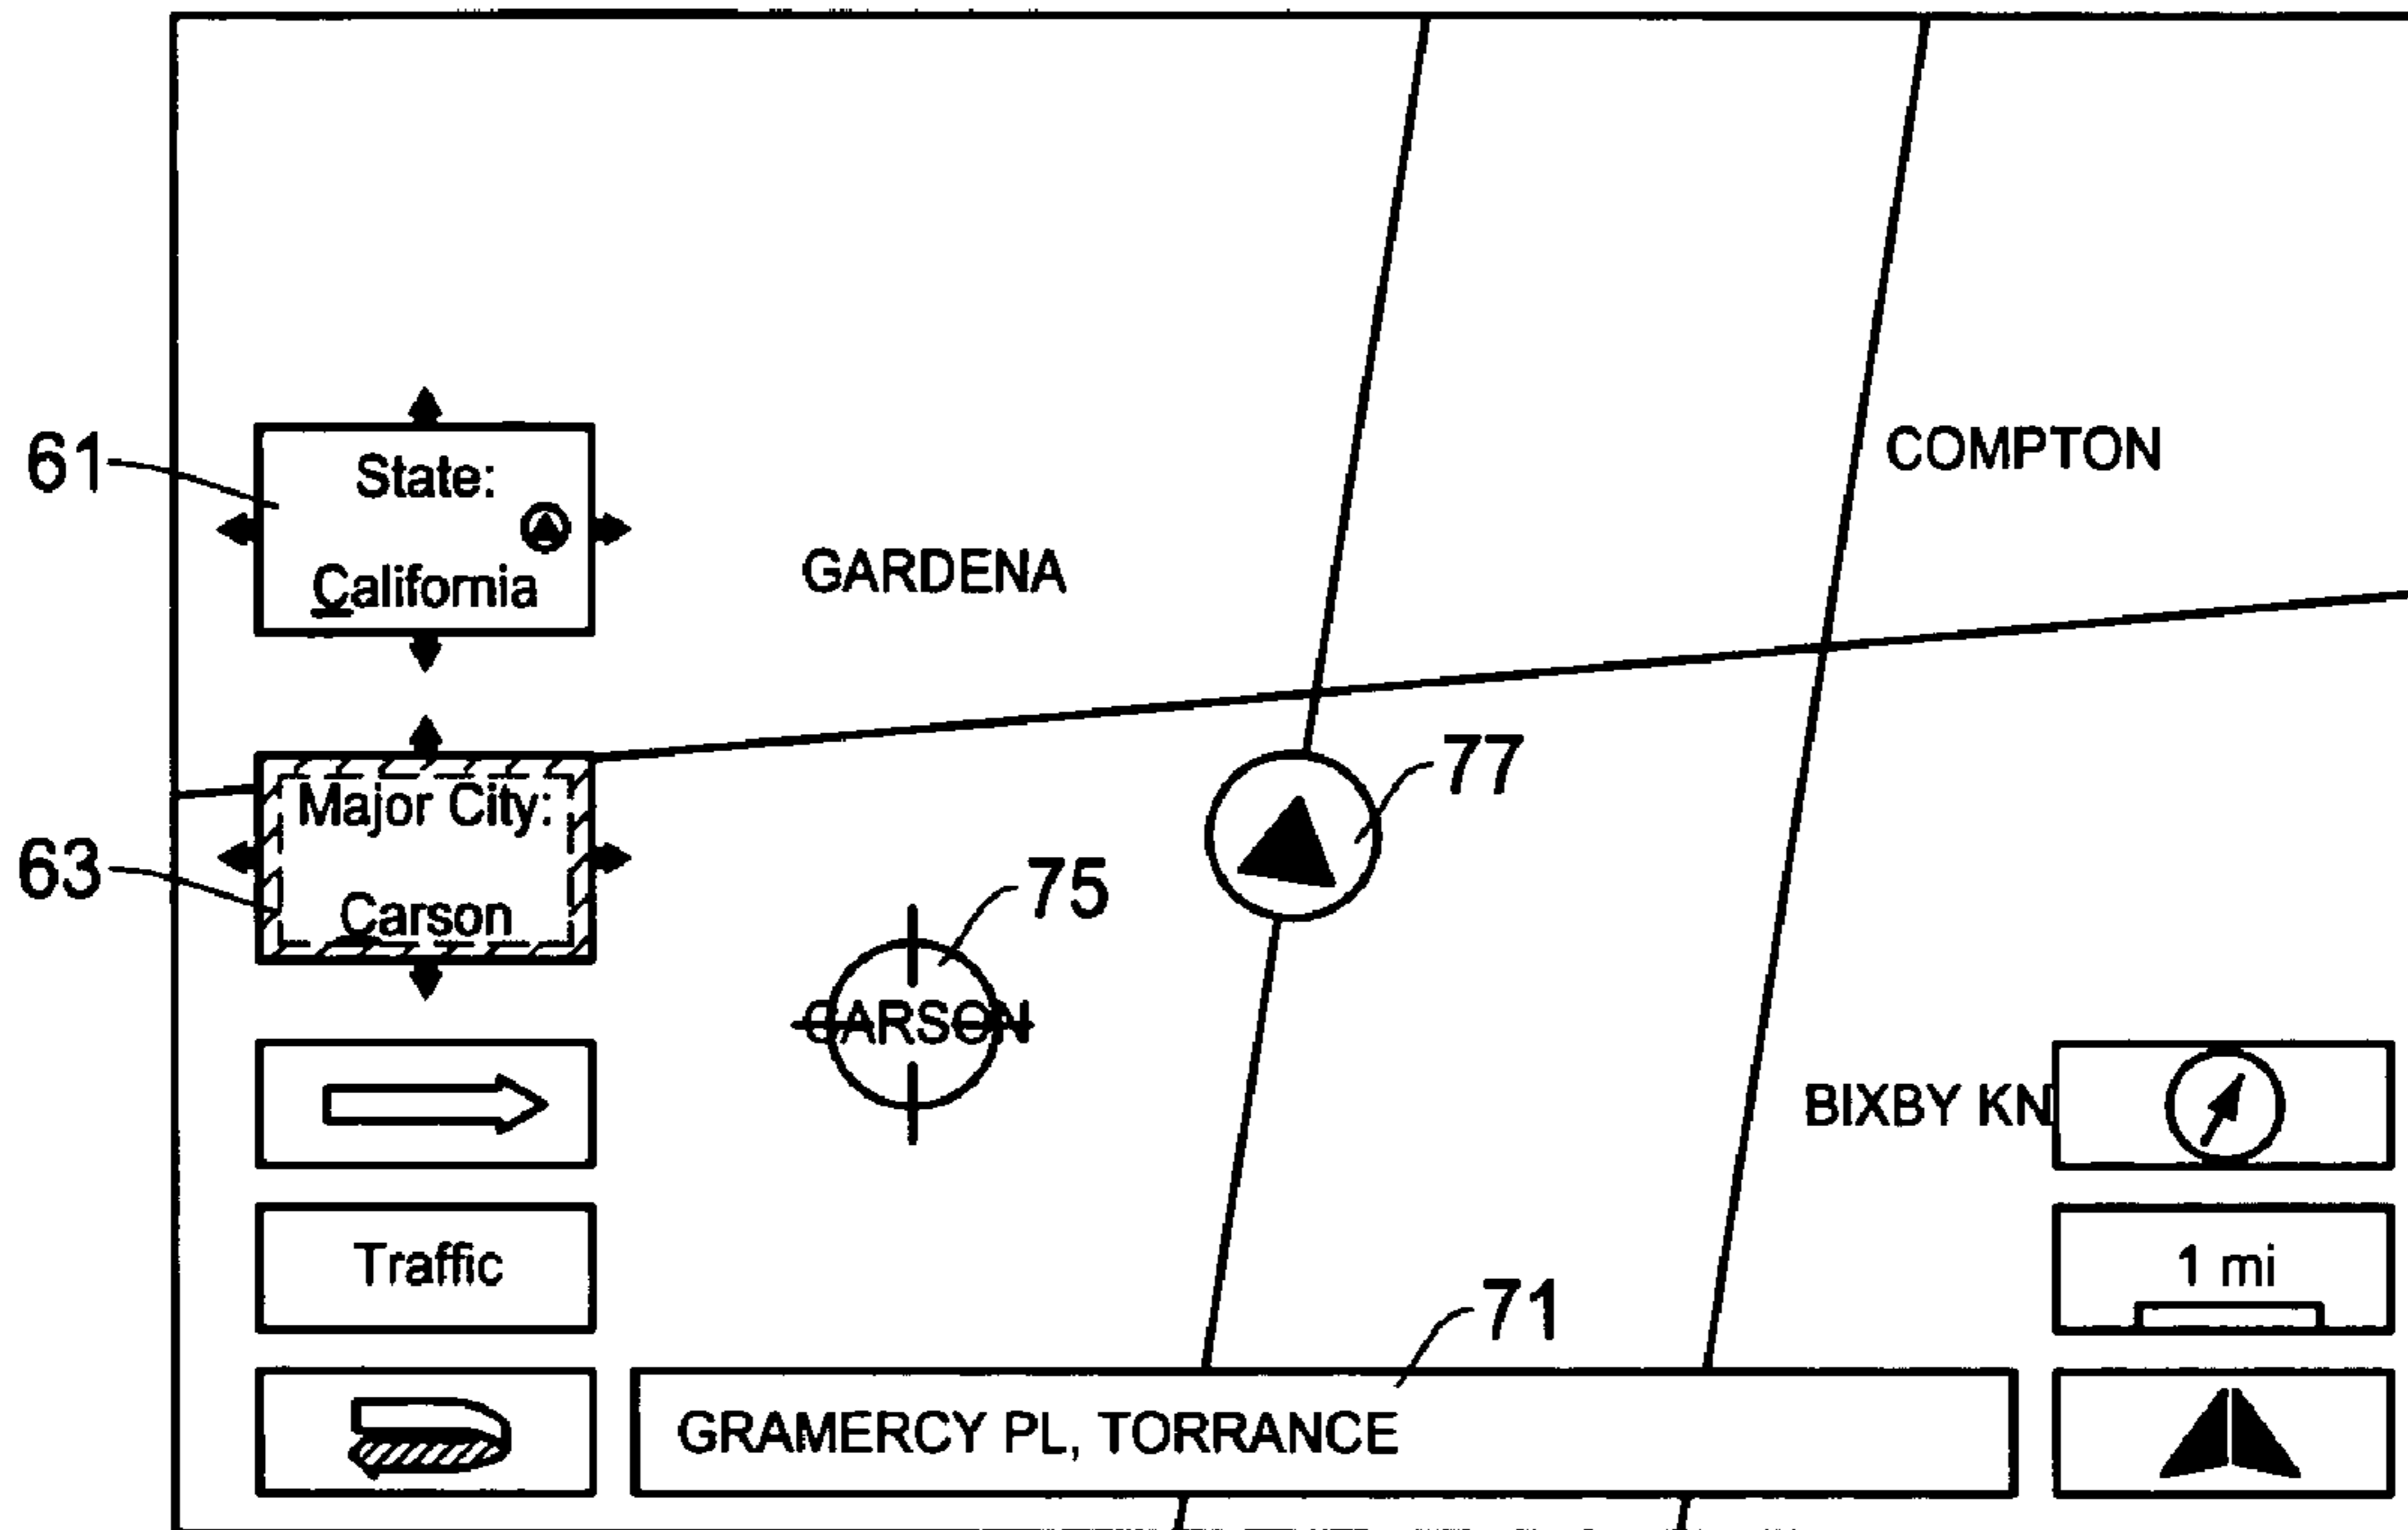 61
State:
California
COMPTON
GARDENA
77
63
Major City:
Carson
75
CARSON
BIXBY KN
Traffic
1 mi
71
GRAMERCY PL, TORRANCE